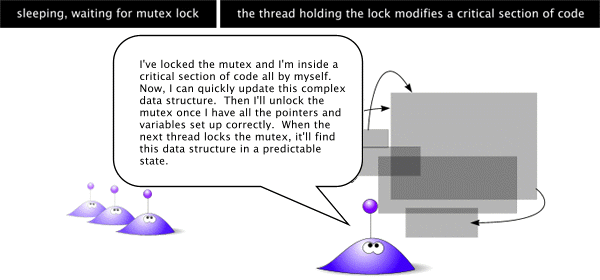 sleeping, waiting for mutex lock
the thread holding the lock modifies a critical section of code
I've locked the mutex and I'm inside a
critical section of code all by myself.
Now, I can quickly update this complex
data structure.  Then I'll unlock the
mutex once I have all the pointers and
variables set up correctly.  When the
next thread locks the mutex, it'll find
this data structure in a predictable
state.